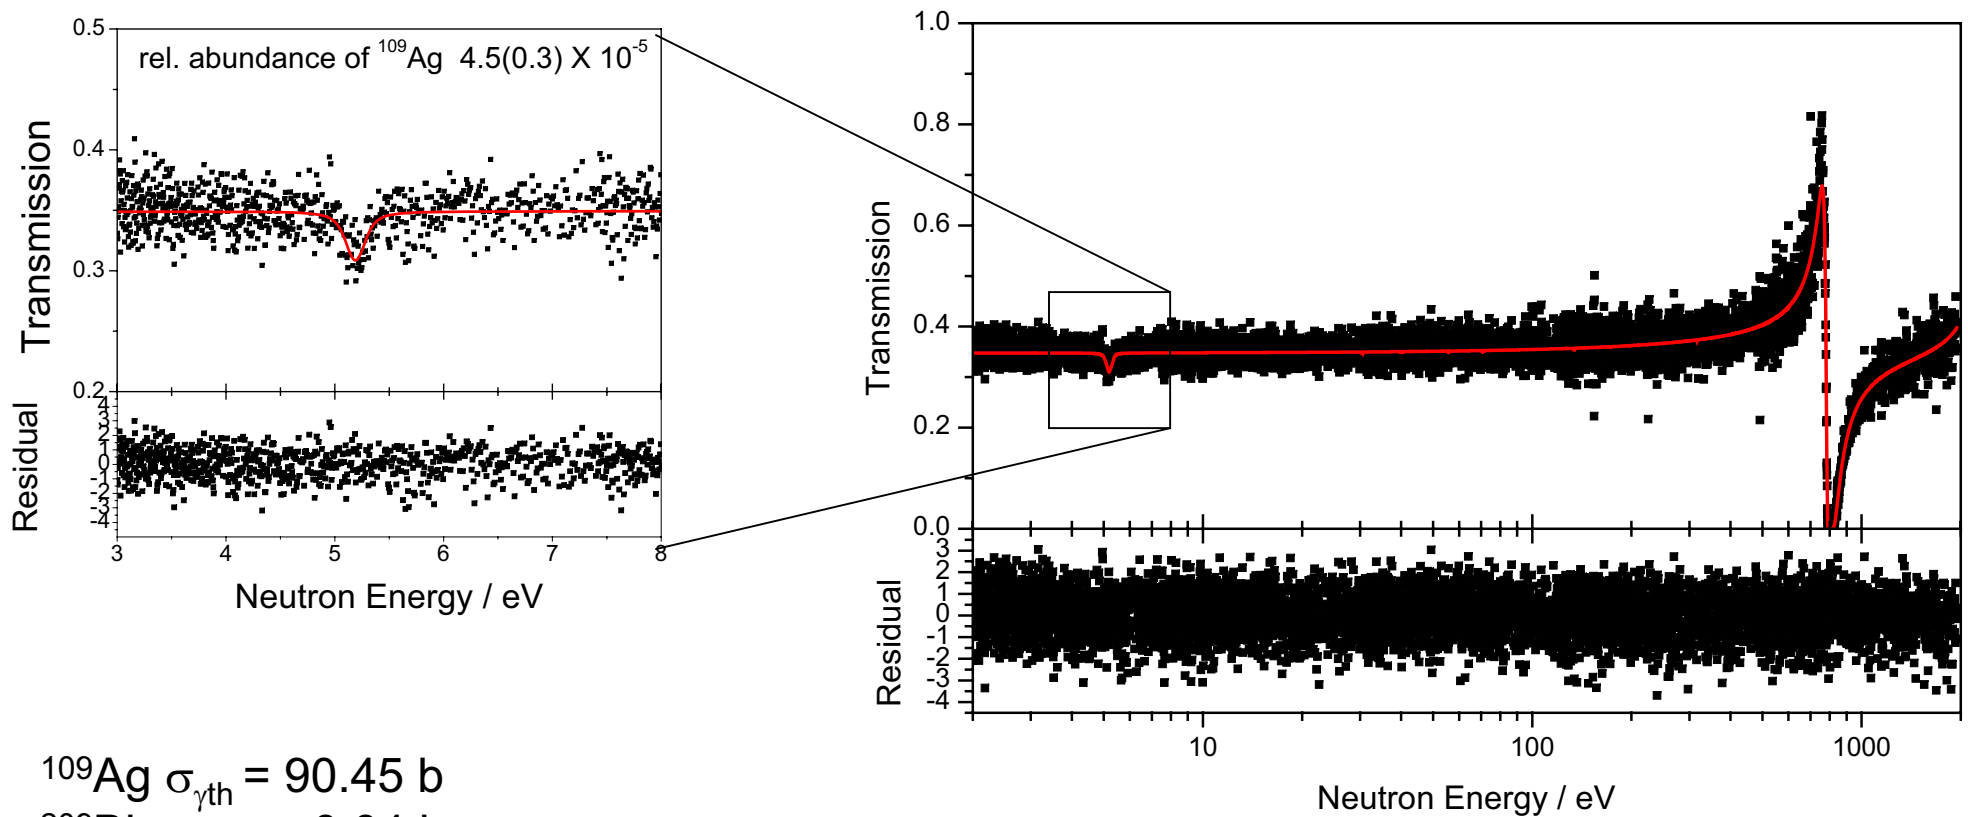 rel. abundance of ¹⁰⁹Ag 4.5(0.3) X 10⁻⁵
0.5
0.4
0.3
0.2
Transmission
4
3
2
1
0
-1
-2
-3
-4
Residual
3 4 5 6 7 8
Neutron Energy / eV
1.0
0.8
0.6
0.4
0.2
0.0
Transmission
3
2
1
0
-1
-2
-3
-4
Residual
10 100 1000
Neutron Energy / eV
¹⁰⁹Ag σγth = 90.45 b